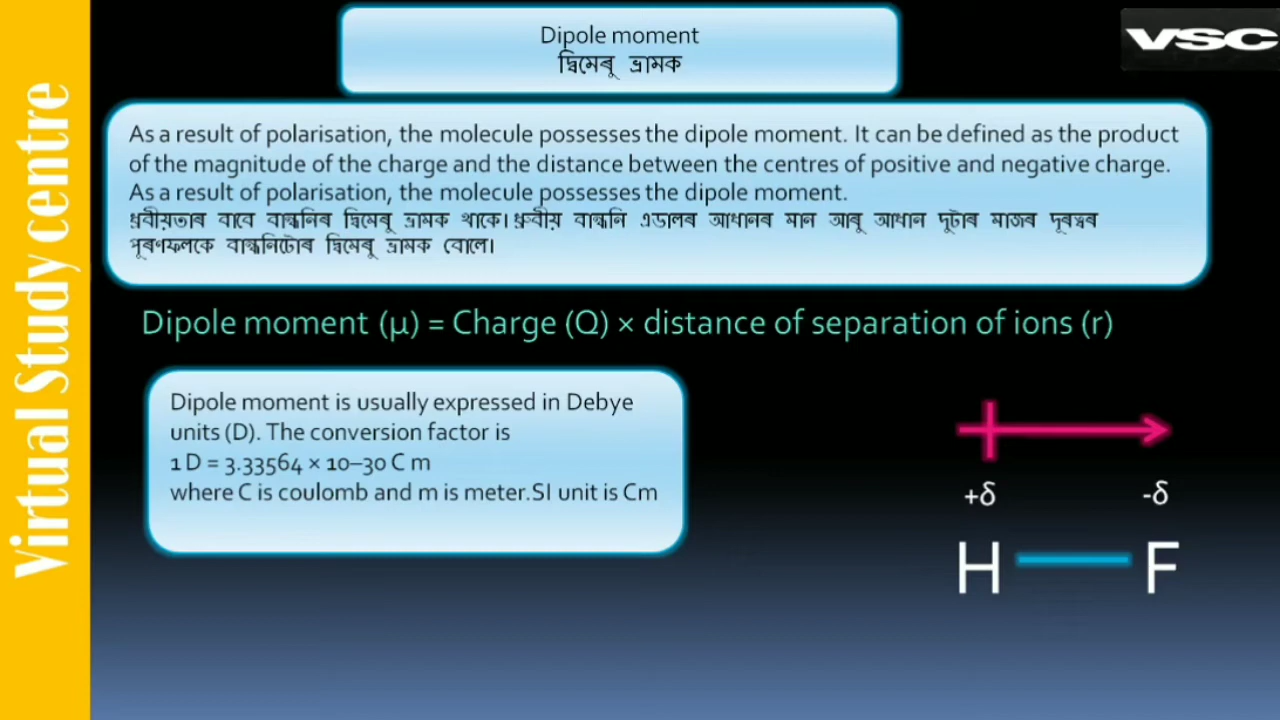 Virtual Study centre
VSC
Dipole moment
দ্বিমেৰু ভ্ৰামক
As a result of polarisation, the molecule possesses the dipole moment. It can be defined as the product
of the magnitude of the charge and the distance between the centres of positive and negative charge.
As a result of polarisation, the molecule possesses the dipole moment.
ধ্ৰুবীয়তাৰ বাবে বান্ধনিৰ দ্বিমেৰু ভ্ৰামক থাকে। ধ্ৰুবীয় বান্ধনি এডালৰ আধানৰ মান আৰু আধান দুটাৰ মাজৰ দূৰত্বৰ
পূৰণফলকে বান্ধনিটোৰ দ্বিমেৰু ভ্ৰামক বোলে।
Dipole moment (μ) = Charge (Q) × distance of separation of ions (r)
Dipole moment is usually expressed in Debye
units (D). The conversion factor is
1 D = 3.33564 × 10–30 C m
where C is coulomb and m is meter.SI unit is Cm
+δ -δ
H F